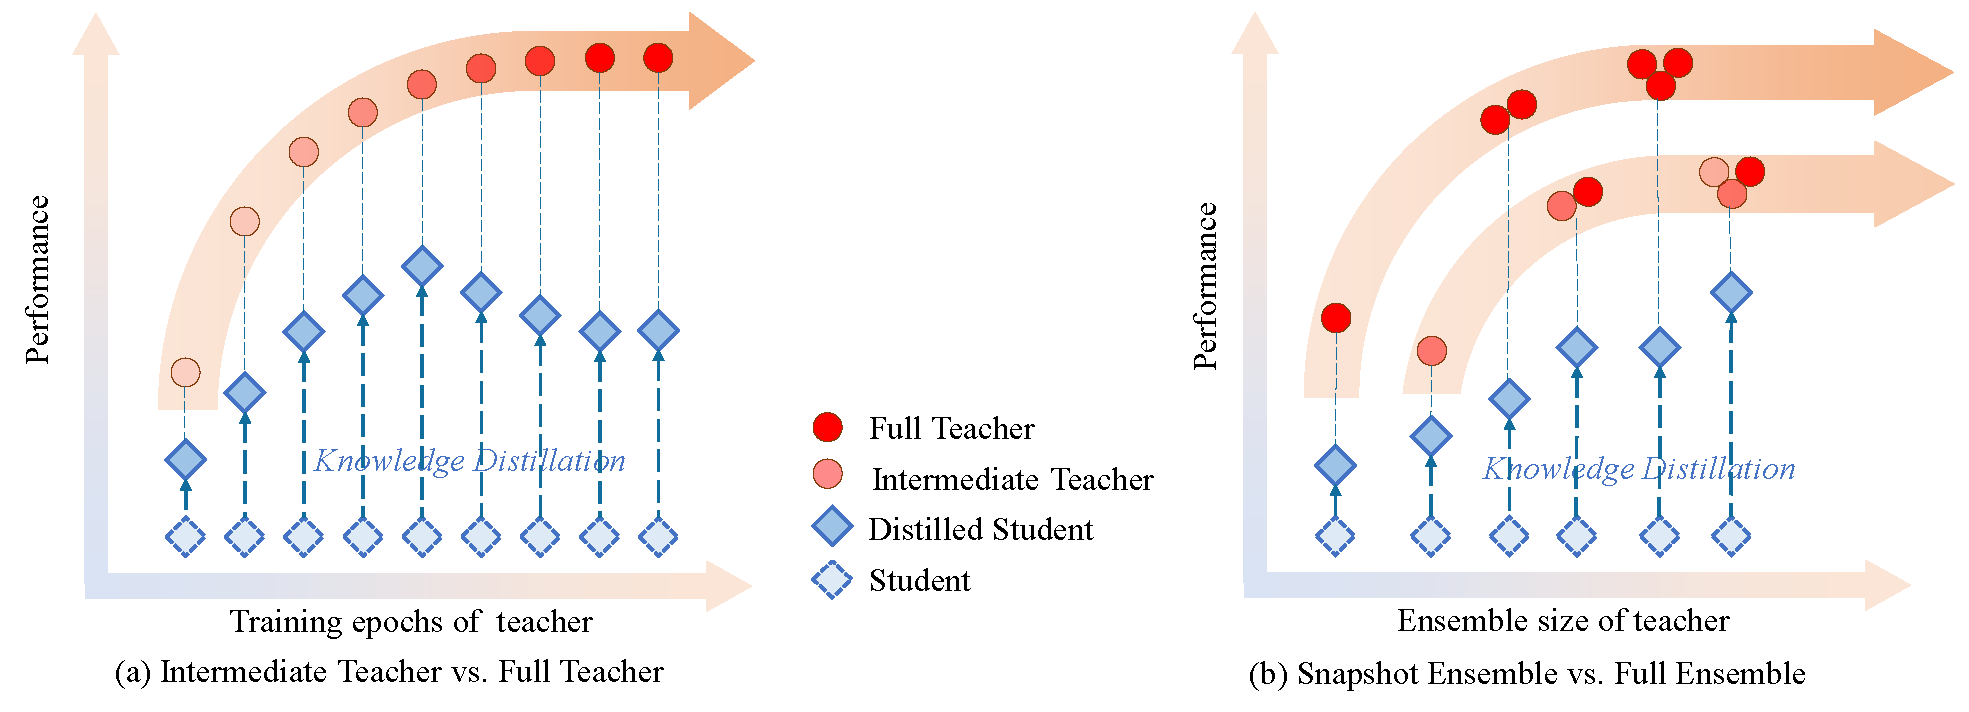 Performance
Knowledge Distillation
Training epochs of teacher
(a) Intermediate Teacher vs. Full Teacher
Full Teacher
Intermediate Teacher
Distilled Student
Student
Performance
Knowledge Distillation
Ensemble size of teacher
(b) Snapshot Ensemble vs. Full Ensemble